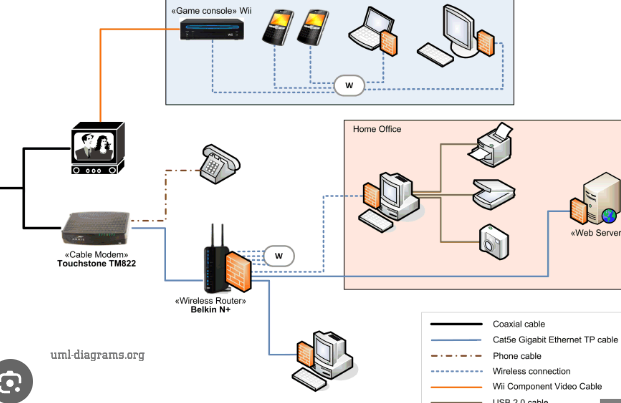 «Game console» Wii
W
Home Office
«Web Server
«Cable Modem»
Touchstone TM822
W
«Wireless Router»
Belkin N+
uml-diagrams.org
Coaxial cable
Cat5e Gigabit Ethernet TP cable
Phone cable
Wireless connection
Wii Component Video Cable
USB 2.0 cable